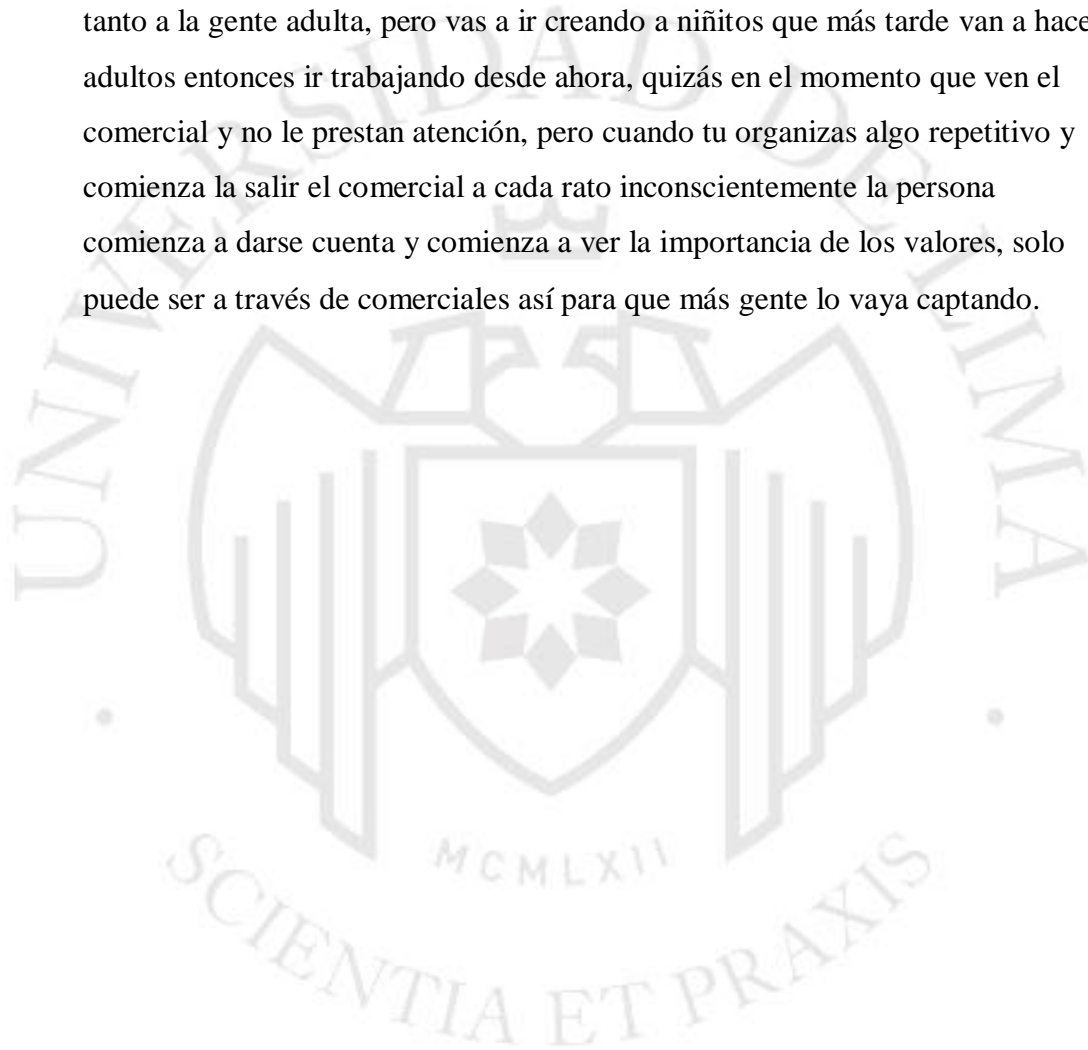 tanto a la gente adulta, pero vas a ir creando a niñitos que más tarde van a hace
adultos entonces ir trabajando desde ahora, quizás en el momento que ven el
comercial y no le prestan atención, pero cuando tu organizas algo repetitivo y
comienza la salir el comercial a cada rato inconscientemente la persona
comienza a darse cuenta y comienza a ver la importancia de los valores, solo
puede ser a través de comerciales así para que más gente lo vaya captando.
UNIVERSIDAD DE LIMA
MCMLXII
SCIENTIA ET PRAXIS